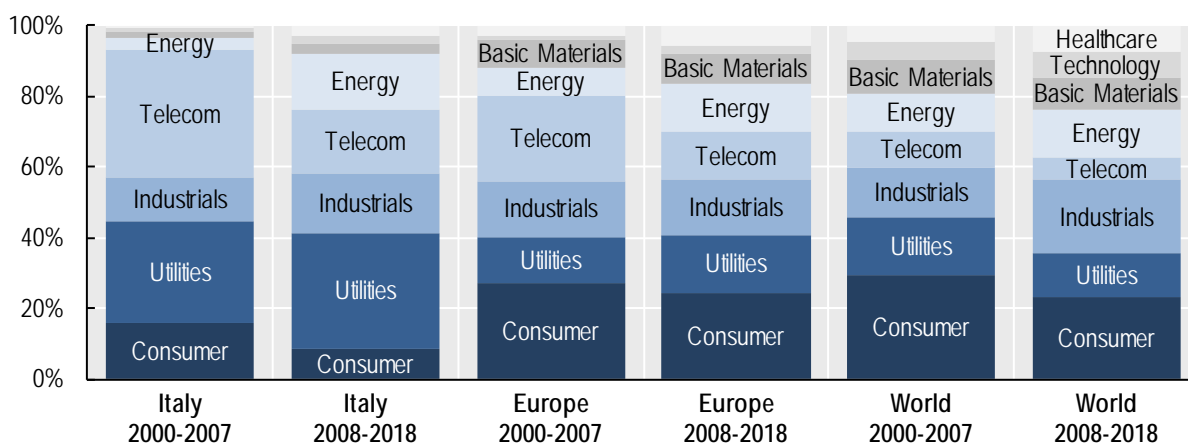 100%
80%
60%
40%
20%
0%
Energy
Telecom
Industrials
Utilities
Consumer
Energy
Telecom
Industrials
Utilities
Consumer
Basic Materials
Energy
Telecom
Industrials
Utilities
Consumer
Basic Materials
Energy
Telecom
Industrials
Utilities
Consumer
Basic Materials
Energy
Telecom
Industrials
Utilities
Consumer
Healthcare
Technology
Basic Materials
Energy
Telecom
Industrials
Utilities
Consumer
Italy
2000-2007
Italy
2008-2018
Europe
2000-2007
Europe
2008-2018
World
2000-2007
World
2008-2018